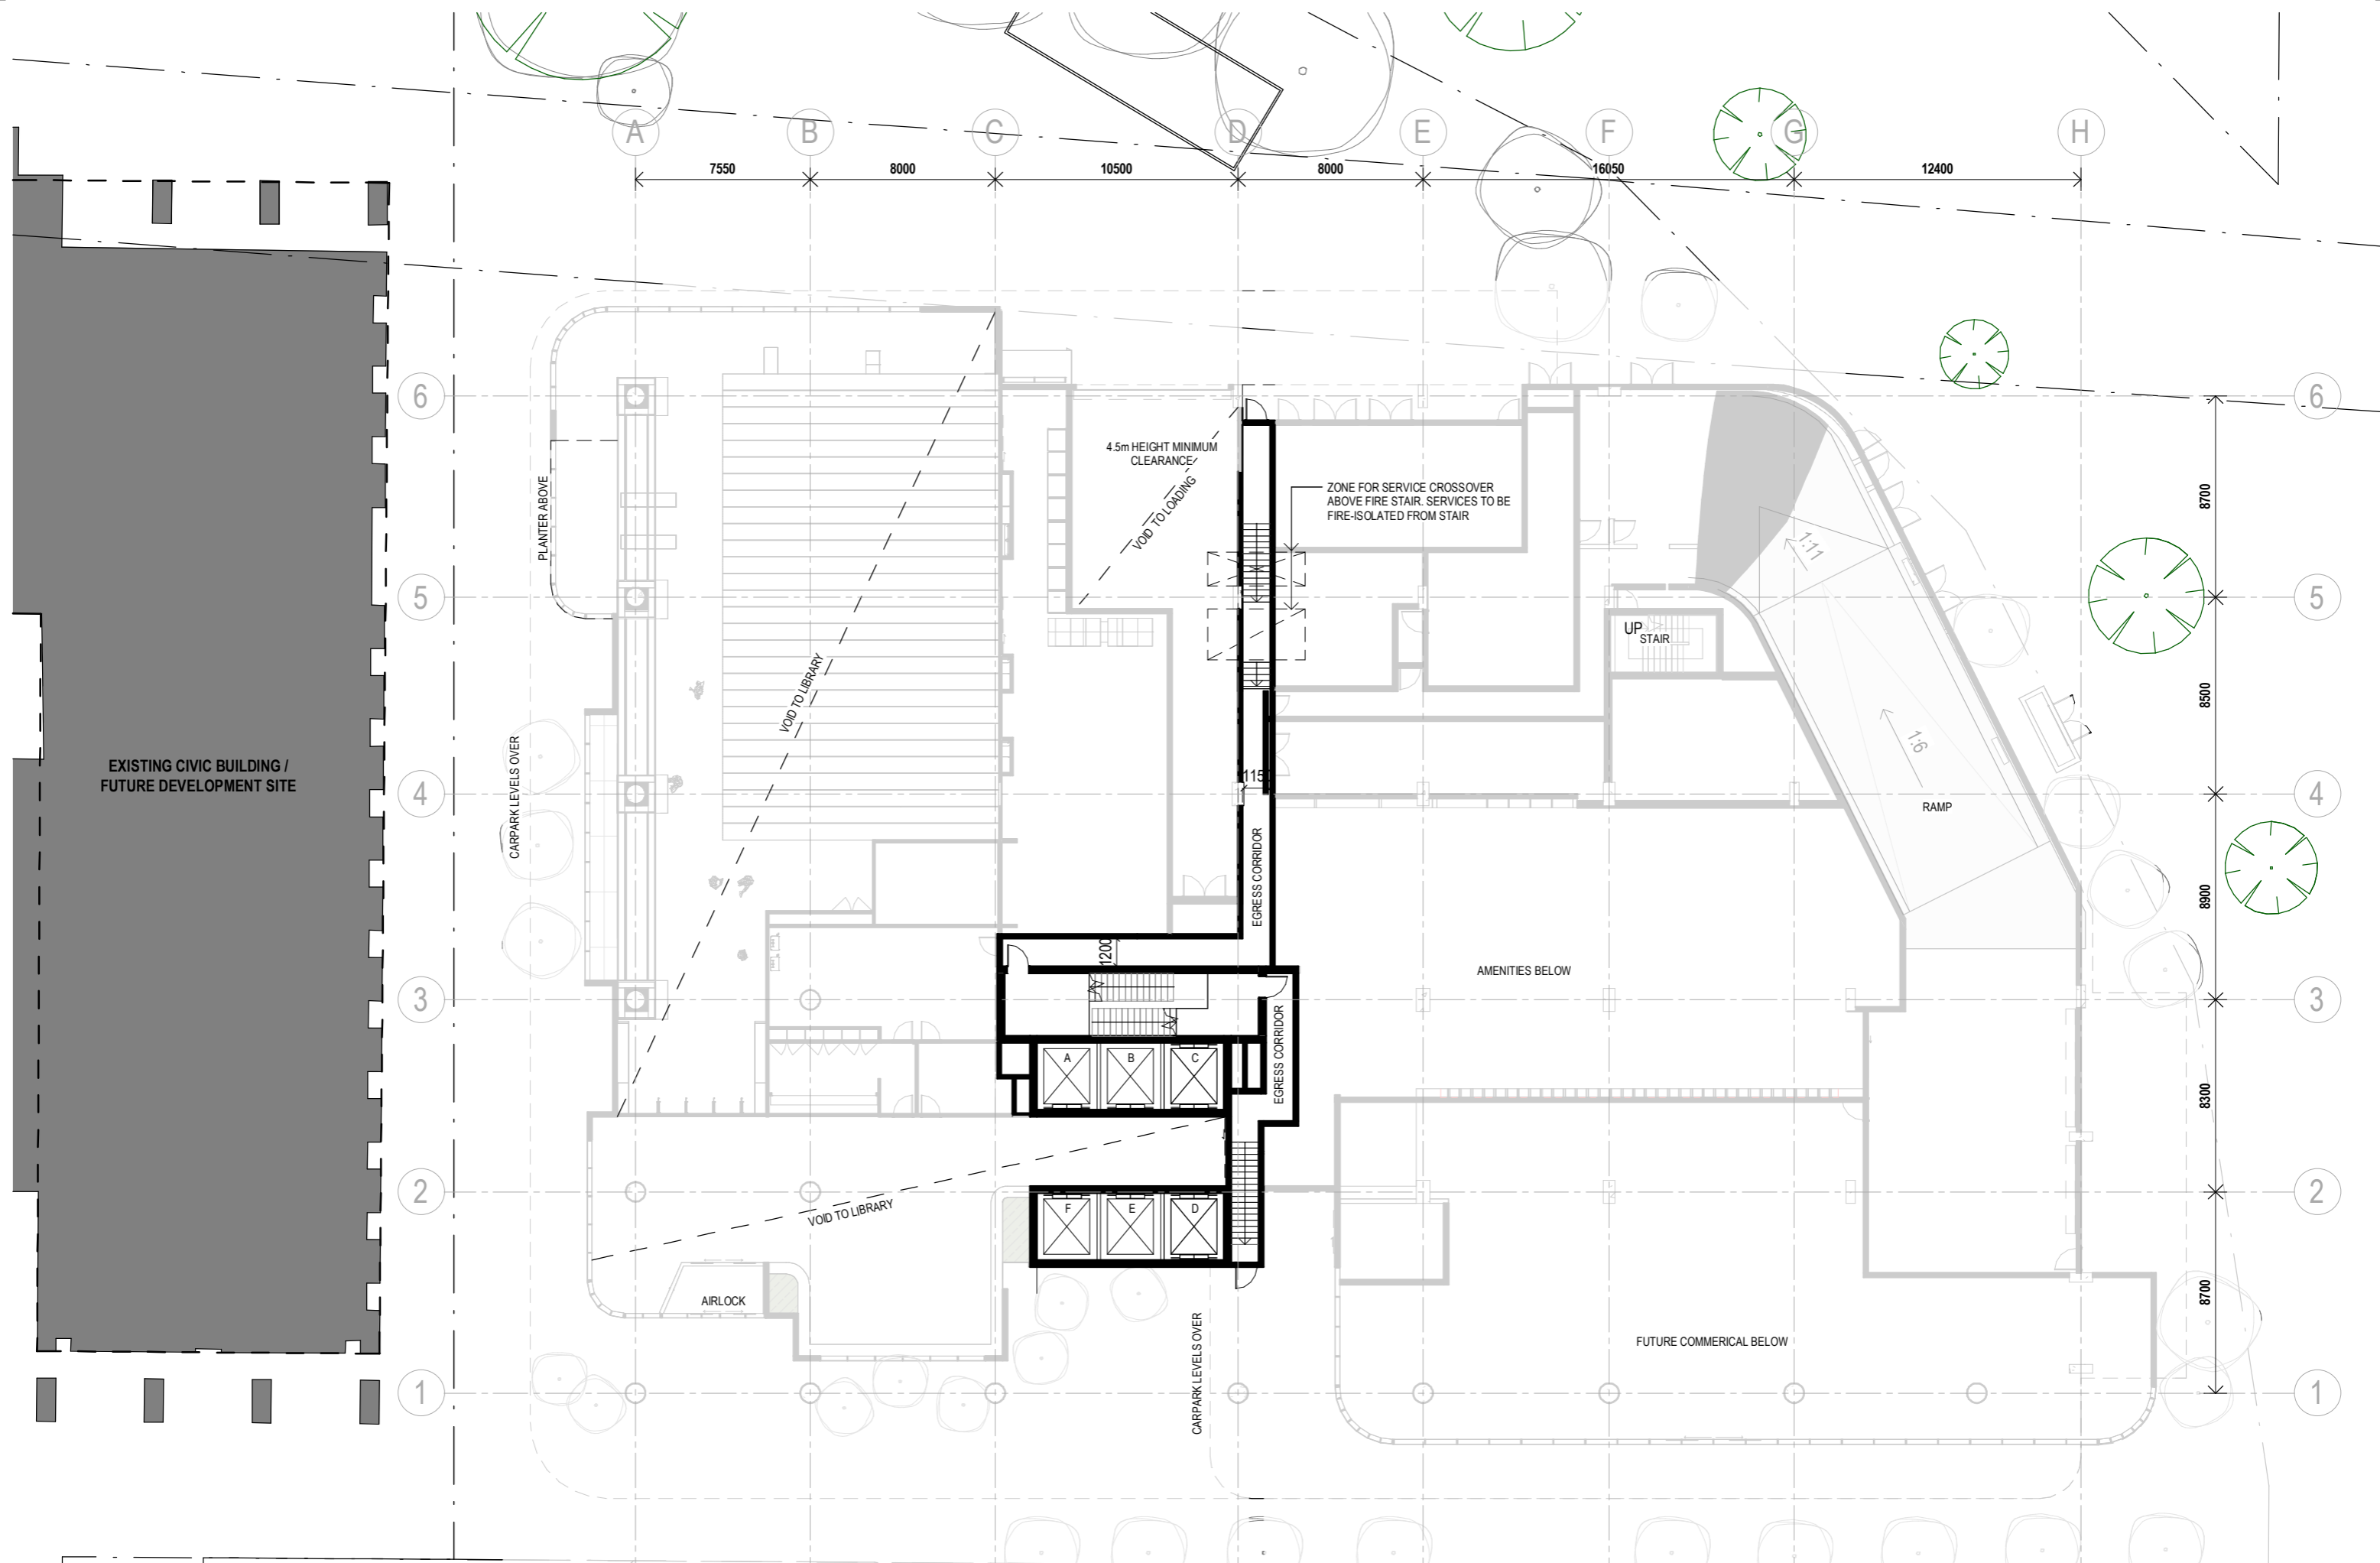 A
B
C
D
E
F
G
H
7550
8000
10500
8000
16050
12400
6
6
4.5m HEIGHT MINIMUM
CLEARANCE
VOID TO LOADING
ZONE FOR SERVICE CROSSOVER
ABOVE FIRE STAIR. SERVICES TO BE
FIRE-ISOLATED FROM STAIR
PLANTER ABOVE
8700
1:11
5
5
UP
STAIR
VOID TO LIBRARY
8500
1:6
EXISTING CIVIC BUILDING /
FUTURE DEVELOPMENT SITE
CARPARK LEVELS OVER
4
115
4
RAMP
EGRESS CORRIDOR
8900
1200
AMENITIES BELOW
3
3
EGRESS CORRIDOR
A
B
C
8300
2
2
F
E
D
VOID TO LIBRARY
AIRLOCK
8700
CARPARK LEVELS OVER
FUTURE COMMERICAL BELOW
1
1